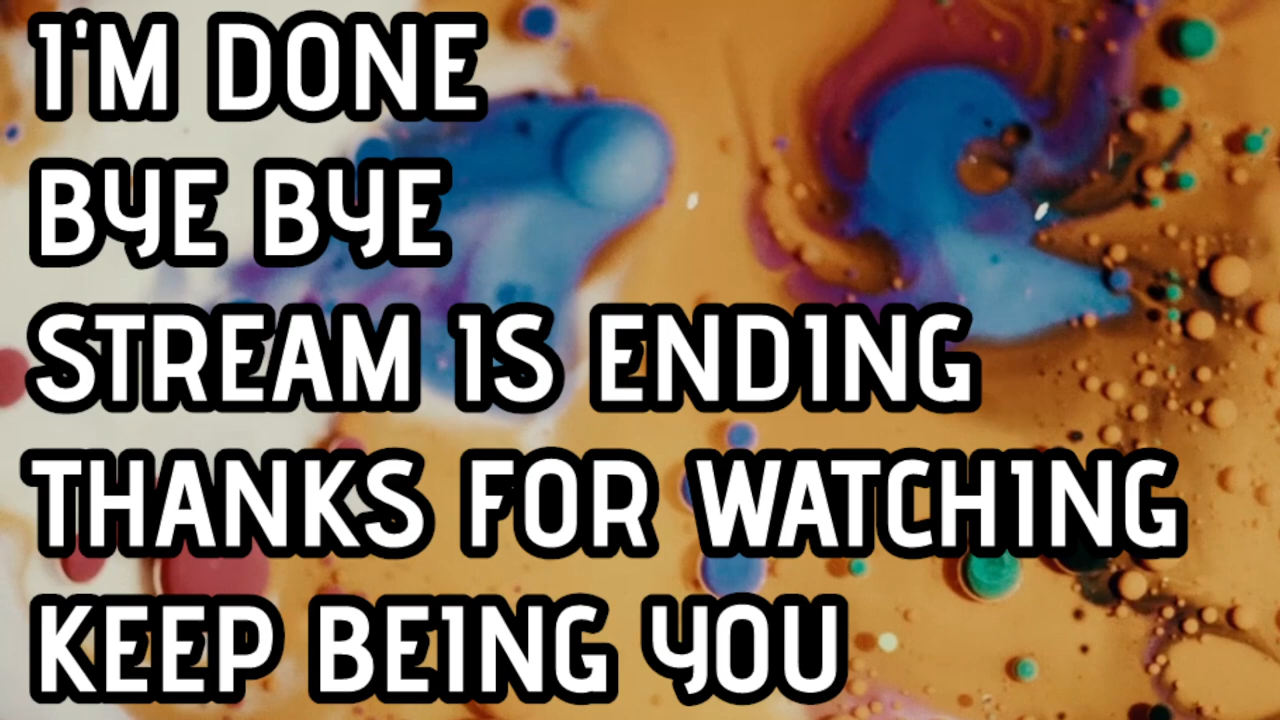 I'M DONE
BYE BYE
STREAM IS ENDING
THANKS FOR WATCHING
KEEP BEING YOU